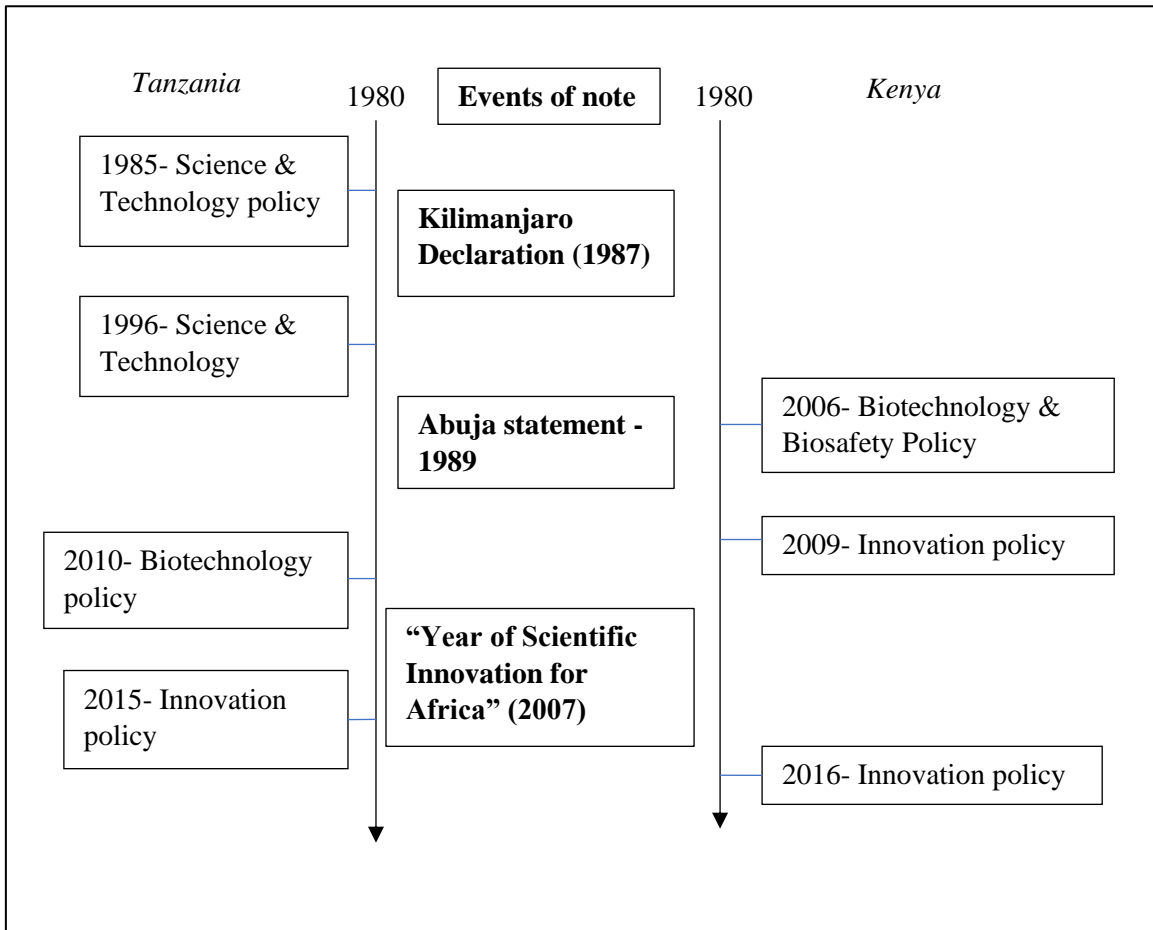 Tanzania
1980
Events of note
1980
Kenya
1985- Science &
Technology policy
Kilimanjaro
Declaration (1987)
1996- Science &
Technology
Abuja statement -
1989
2006- Biotechnology &
Biosafety Policy
2009- Innovation policy
2010- Biotechnology
policy
“Year of Scientific
Innovation for
Africa” (2007)
2015- Innovation
policy
2016- Innovation policy